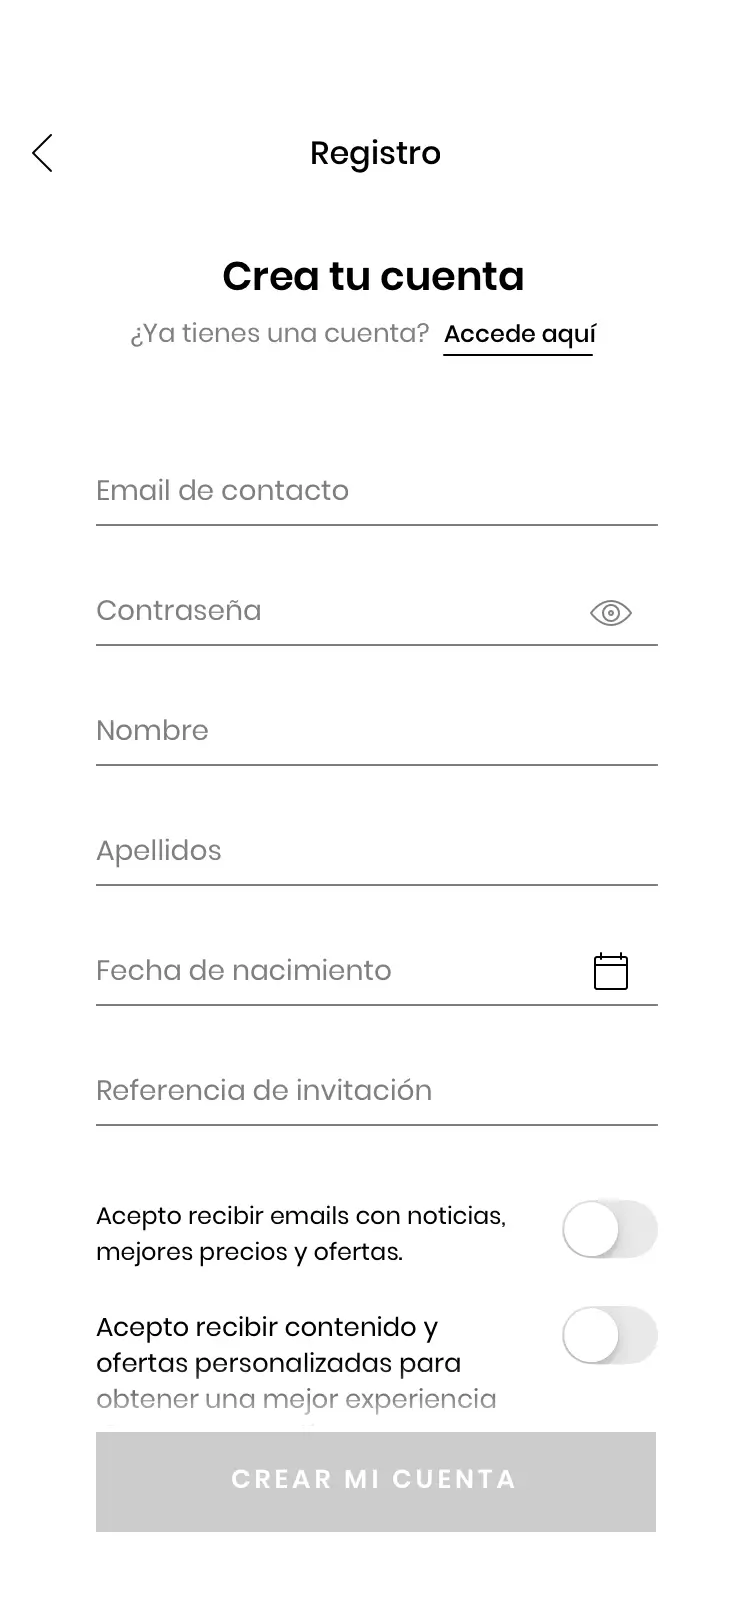 Registro
Crea tu cuenta
¿Ya tienes una cuenta? Accede aquí
Email de contacto
Contraseña
Nombre
Apellidos
Fecha de nacimiento
Referencia de invitación
Acepto recibir emails con noticias,
mejores precios y ofertas.
Acepto recibir contenido y
ofertas personalizadas para
obtener una mejor experiencia
CREAR MI CUENTA